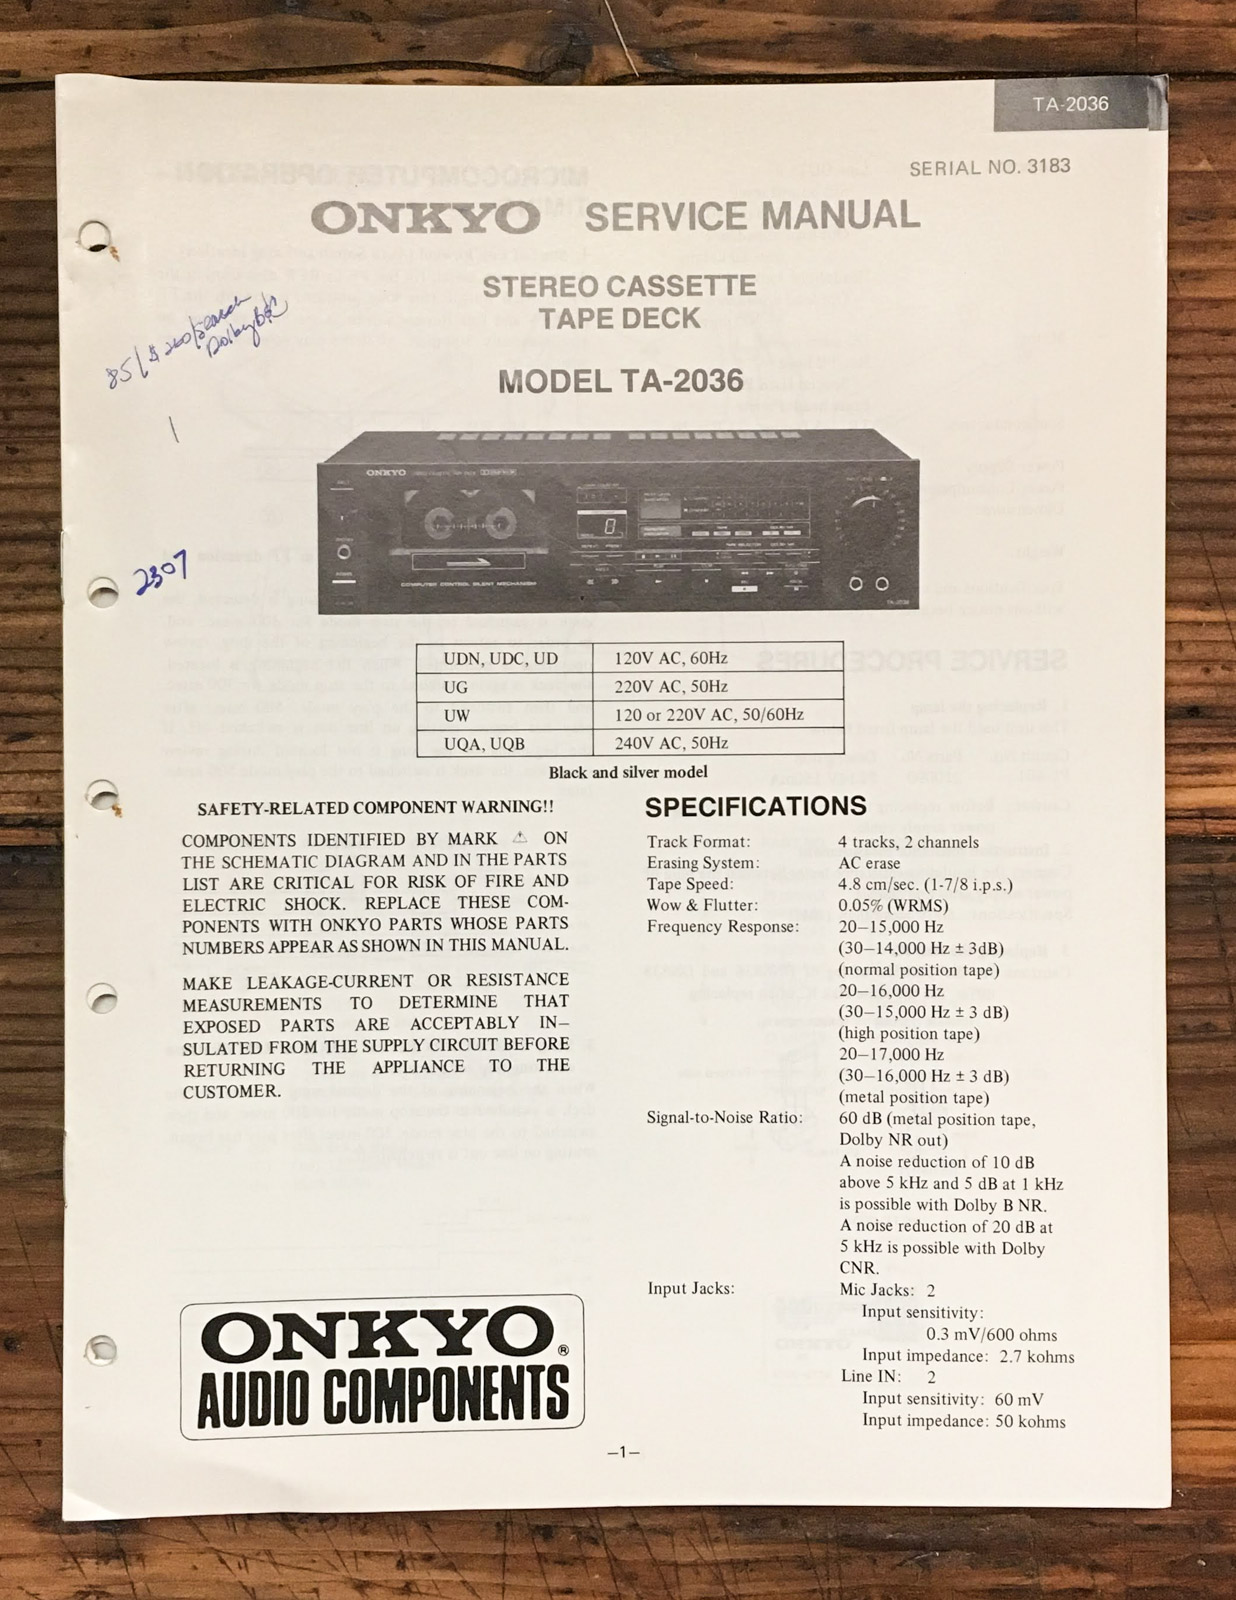 TA-2036
SERIAL NO. 3183
ONKYO SERVICE MANUAL
STEREO CASSETTE
TAPE DECK
MODEL TA-2036
85/$260/Search
Dolby B&C
2307
ONKYO
COMPUTER CONTROL SILENT MECHANISM
TA-2036
UDN, UDC, UD 120V AC, 60Hz
UG 220V AC, 50Hz
UW 120 or 220V AC, 50/60Hz
UQA, UQB 240V AC, 50Hz
Black and silver model
SAFETY-RELATED COMPONENT WARNING!!
COMPONENTS IDENTIFIED BY MARK ⚠ ON
THE SCHEMATIC DIAGRAM AND IN THE PARTS
LIST ARE CRITICAL FOR RISK OF FIRE AND
ELECTRIC SHOCK. REPLACE THESE COM-
PONENTS WITH ONKYO PARTS WHOSE PARTS
NUMBERS APPEAR AS SHOWN IN THIS MANUAL.
MAKE LEAKAGE-CURRENT OR RESISTANCE
MEASUREMENTS TO DETERMINE THAT
EXPOSED PARTS ARE ACCEPTABLY IN–
SULATED FROM THE SUPPLY CIRCUIT BEFORE
RETURNING THE APPLIANCE TO THE
CUSTOMER.
ONKYO®
AUDIO COMPONENTS
SPECIFICATIONS
Track Format: 4 tracks, 2 channels
Erasing System: AC erase
Tape Speed: 4.8 cm/sec. (1-7/8 i.p.s.)
Wow & Flutter: 0.05% (WRMS)
Frequency Response: 20–15,000 Hz
(30–14,000 Hz ± 3dB)
(normal position tape)
20–16,000 Hz
(30–15,000 Hz ± 3 dB)
(high position tape)
20–17,000 Hz
(30–16,000 Hz ± 3 dB)
(metal position tape)
Signal-to-Noise Ratio: 60 dB (metal position tape,
Dolby NR out)
A noise reduction of 10 dB
above 5 kHz and 5 dB at 1 kHz
is possible with Dolby B NR.
A noise reduction of 20 dB at
5 kHz is possible with Dolby
CNR.
Input Jacks: Mic Jacks: 2
Input sensitivity:
0.3 mV/600 ohms
Input impedance: 2.7 kohms
Line IN: 2
Input sensitivity: 60 mV
Input impedance: 50 kohms
–1–